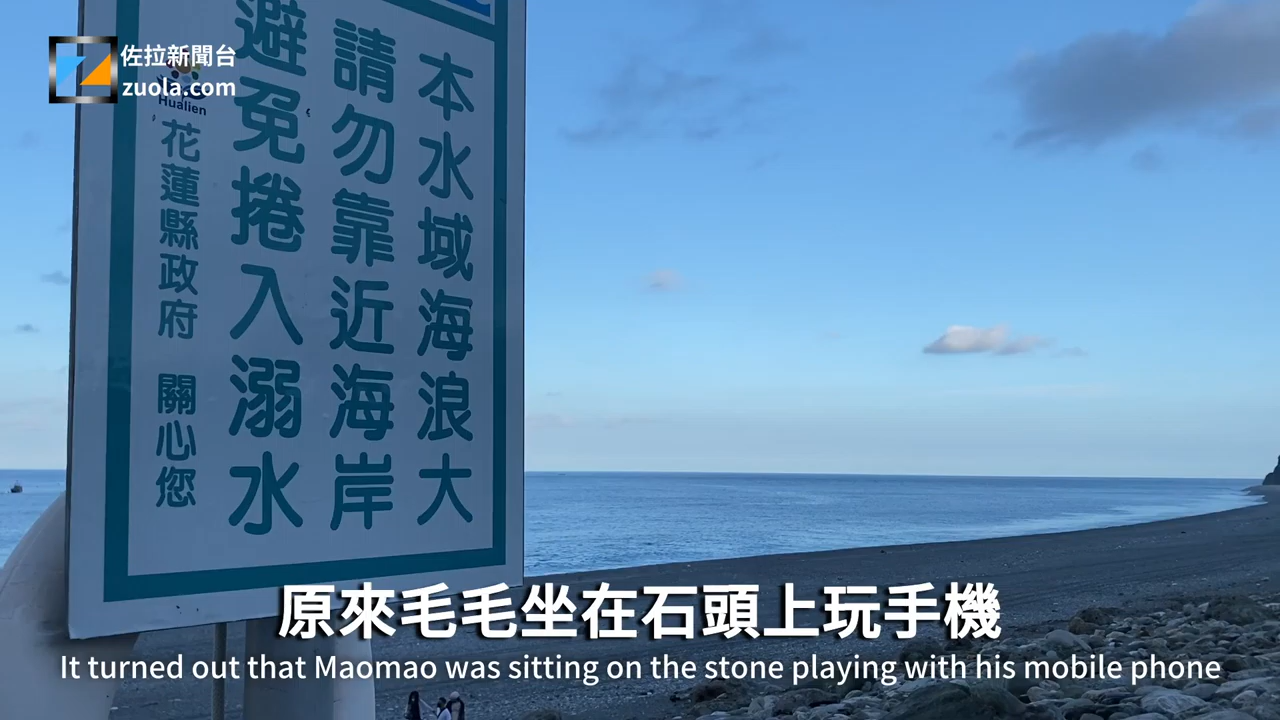 佐拉新聞台
zuola.com
本水域海浪大
請勿靠近海岸
避免捲入溺水
Hualien
花蓮縣政府 關心您
原來毛毛坐在石頭上玩手機
It turned out that Maomao was sitting on the stone playing with his mobile phone